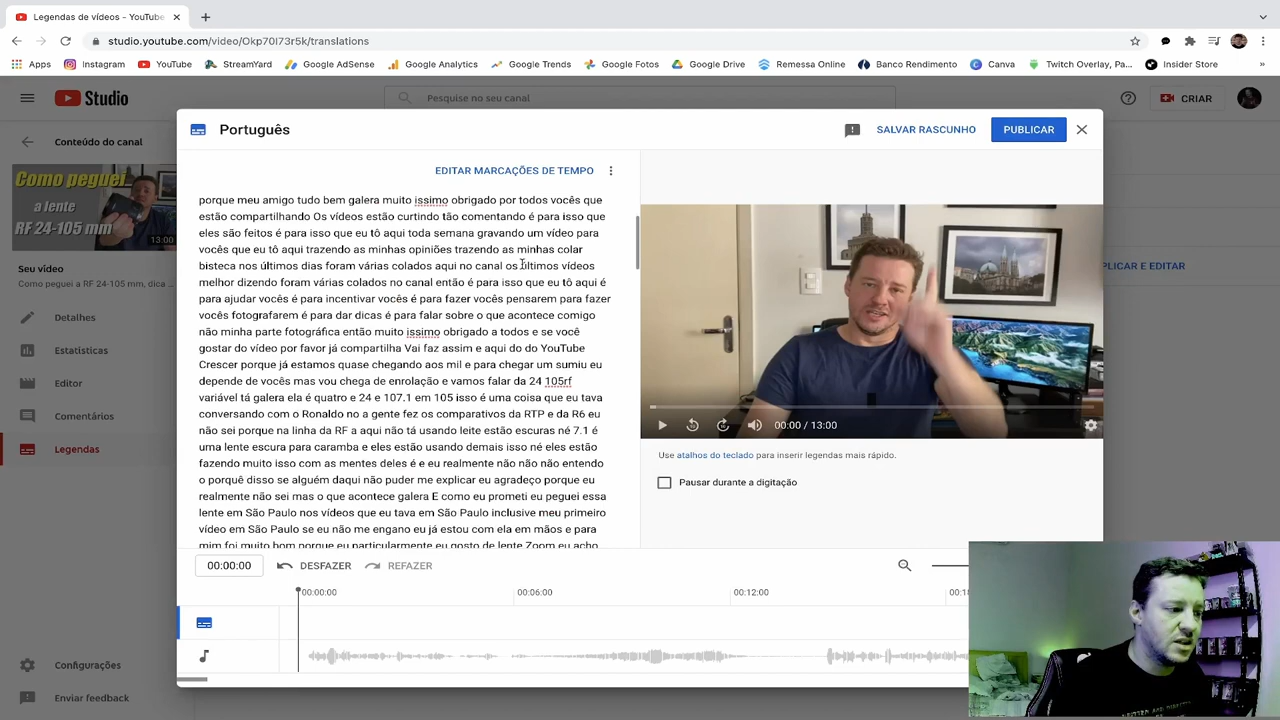 Legendas de vídeos - YouTube
studio.youtube.com/video/Okp70I73r5k/translations
Apps Instagram YouTube StreamYard Google AdSense Google Analytics Google Trends Google Fotos Google Drive Remessa Online Banco Rendimento Canva Twitch Overlay, Pa... Insider Store »
Studio Pesquise no seu canal CRIAR
Conteúdo do canal
Como peguei
a lente
RF 24-105 mm
13:00
Seu vídeo
Como peguei a RF 24-105 mm, dica ...
Detalhes
Estatísticas
Editor
Comentários
Legendas
Configurações
Enviar feedback
Português SALVAR RASCUNHO PUBLICAR
EDITAR MARCAÇÕES DE TEMPO
porque meu amigo tudo bem galera muito issimo obrigado por todos vocês que
estão compartilhando Os vídeos estão curtindo tão comentando é para isso que
eles são feitos é para isso que eu tô aqui toda semana gravando um vídeo para
vocês que eu tô aqui trazendo as minhas opiniões trazendo as minhas colar
bisteca nos últimos dias foram várias colados aqui no canal os últimos vídeos
melhor dizendo foram várias colados no canal então é para isso que eu tô aqui é
para ajudar vocês é para incentivar vocês é para fazer vocês pensarem para fazer
vocês fotografarem é para dar dicas é para falar sobre o que acontece comigo
não minha parte fotográfica então muito issimo obrigado a todos e se você
gostar do vídeo por favor já compartilha Vai faz assim e aqui do do YouTube
Crescer porque já estamos quase chegando aos mil e para chegar um sumiu eu
depende de vocês mas vou chega de enrolação e vamos falar da 24 105rf
variável tá galera ela é quatro e 24 e 107.1 em 105 isso é uma coisa que eu tava
conversando com o Ronaldo no a gente fez os comparativos da RTP e da R6 eu
não sei porque na linha da RF a aqui não tá usando leite estão escuras né 7.1 é
uma lente escura para caramba e eles estão usando demais isso né eles estão
fazendo muito isso com as mentes deles é e eu realmente não não não entendo
o porquê disso se alguém daqui não puder me explicar eu agradeço porque eu
realmente não sei mas o que acontece galera E como eu prometi eu peguei essa
lente em São Paulo nos vídeos que eu tava em São Paulo inclusive meu primeiro
vídeo em São Paulo se eu não me engano eu já estou com ela em mãos e para
mim foi muito bom porque eu particularmente eu gosto de lente Zoom eu acho
00:00 / 13:00
Use atalhos do teclado para inserir legendas mais rápido.
Pausar durante a digitação
PLICAR E EDITAR
00:00:00 DESFAZER REFAZER
00:00:00 00:06:00 00:12:00 00:18